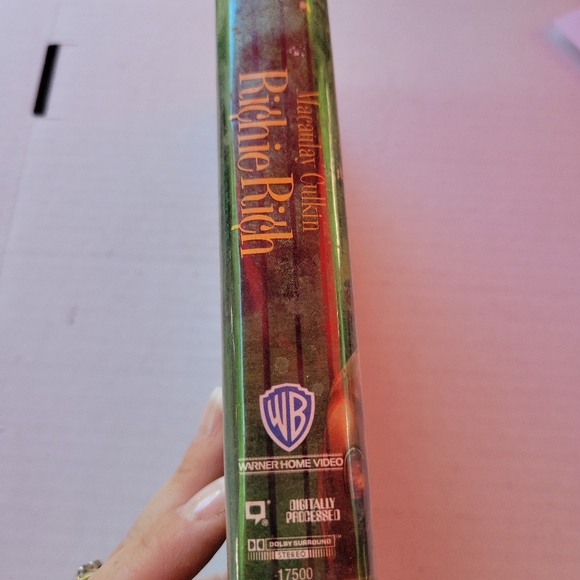 Macaulay Culkin
Richie Rich
WB
WARNER HOME VIDEO
DIGITALLY
PROCESSED
DOLBY SURROUND
STEREO
17500